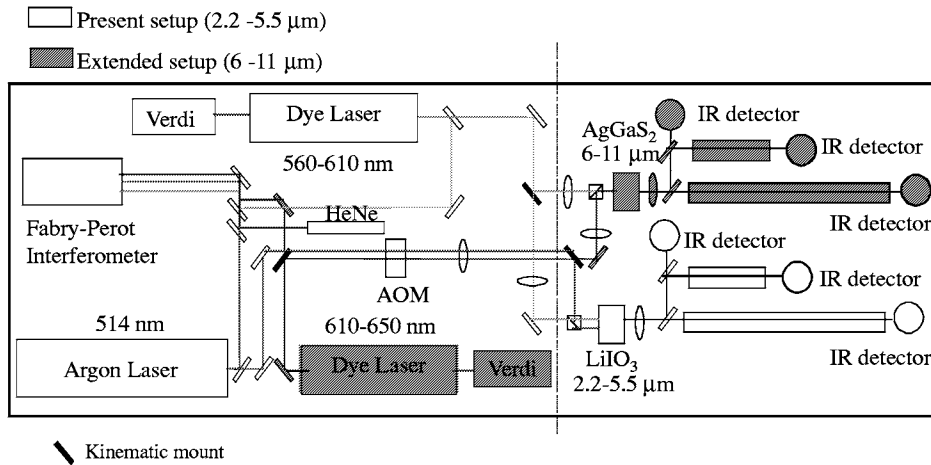 Present setup (2.2 -5.5 μm)
Extended setup (6 -11 μm)
Verdi
Dye Laser
560-610 nm
AgGaS₂
6-11 μm
IR detector
IR detector
IR detector
HeNe
Fabry-Perot
Interferometer
AOM
IR detector
IR detector
IR detector
514 nm
610-650 nm
Argon Laser
Dye Laser
Verdi
LiIO₃
2.2-5.5 μm
Kinematic mount